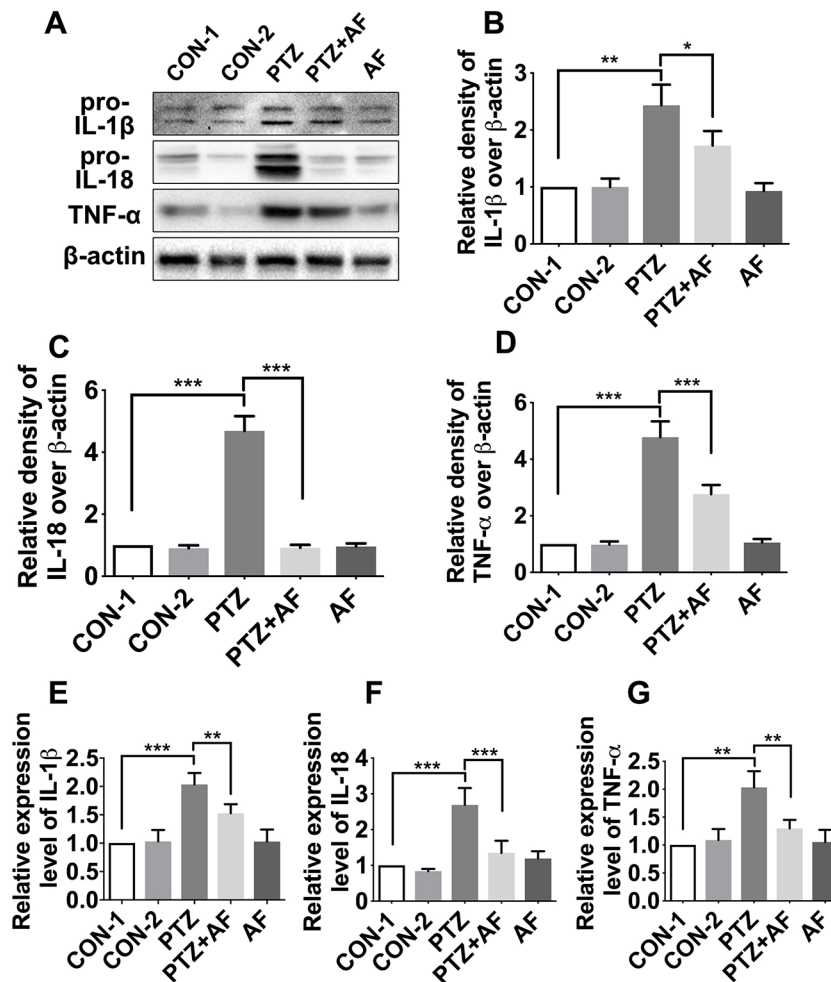 A
CON-1
CON-2
PTZ
PTZ+AF
AF
pro-
IL-1β
pro-
IL-18
TNF-α
β-actin
B
Relative density of
IL-1β over β-actin
3
2
1
0
**
*
CON-1
CON-2
PTZ
PTZ+AF
AF
C
Relative density of
IL-18 over β-actin
6
4
2
0
***
***
CON-1
CON-2
PTZ
PTZ+AF
AF
D
Relative density of
TNF-α over β-actin
6
4
2
0
***
***
CON-1
CON-2
PTZ
PTZ+AF
AF
E
Relative expression
level of IL-1β
2.5
2.0
1.5
1.0
0.5
0.0
***
**
CON-1
CON-2
PTZ
PTZ+AF
AF
F
Relative expression
level of IL-18
4
3
2
1
0
***
***
CON-1
CON-2
PTZ
PTZ+AF
AF
G
Relative expression
level of TNF-α
2.5
2.0
1.5
1.0
0.5
0.0
**
**
CON-1
CON-2
PTZ
PTZ+AF
AF